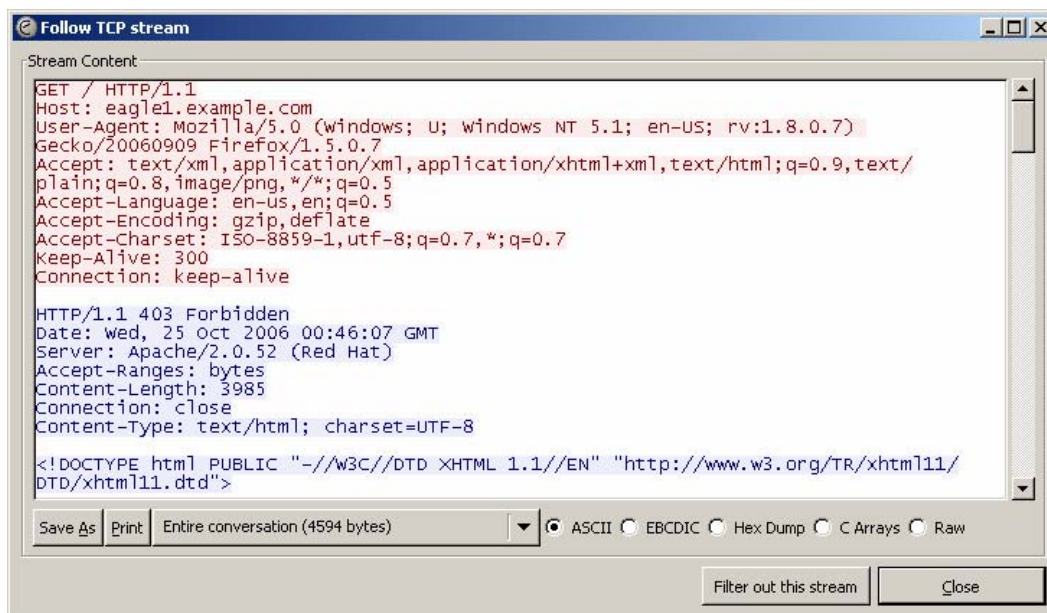 Follow TCP stream
Stream Content
GET / HTTP/1.1
Host: eagle1.example.com
User-Agent: Mozilla/5.0 (Windows; U; Windows NT 5.1; en-US; rv:1.8.0.7)
Gecko/20060909 Firefox/1.5.0.7
Accept: text/xml,application/xml,application/xhtml+xml,text/html;q=0.9,text/
plain;q=0.8,image/png,*/*;q=0.5
Accept-Language: en-us,en;q=0.5
Accept-Encoding: gzip,deflate
Accept-Charset: ISO-8859-1,utf-8;q=0.7,*;q=0.7
Keep-Alive: 300
Connection: keep-alive
HTTP/1.1 403 Forbidden
Date: Wed, 25 Oct 2006 00:46:07 GMT
Server: Apache/2.0.52 (Red Hat)
Accept-Ranges: bytes
Content-Length: 3985
Connection: close
Content-Type: text/html; charset=UTF-8
<!DOCTYPE html PUBLIC "-//W3C//DTD XHTML 1.1//EN" "http://www.w3.org/TR/xhtml11/
DTD/xhtml11.dtd">
Save As Print Entire conversation (4594 bytes) ASCII EBCDIC Hex Dump C Arrays Raw
Filter out this stream Close